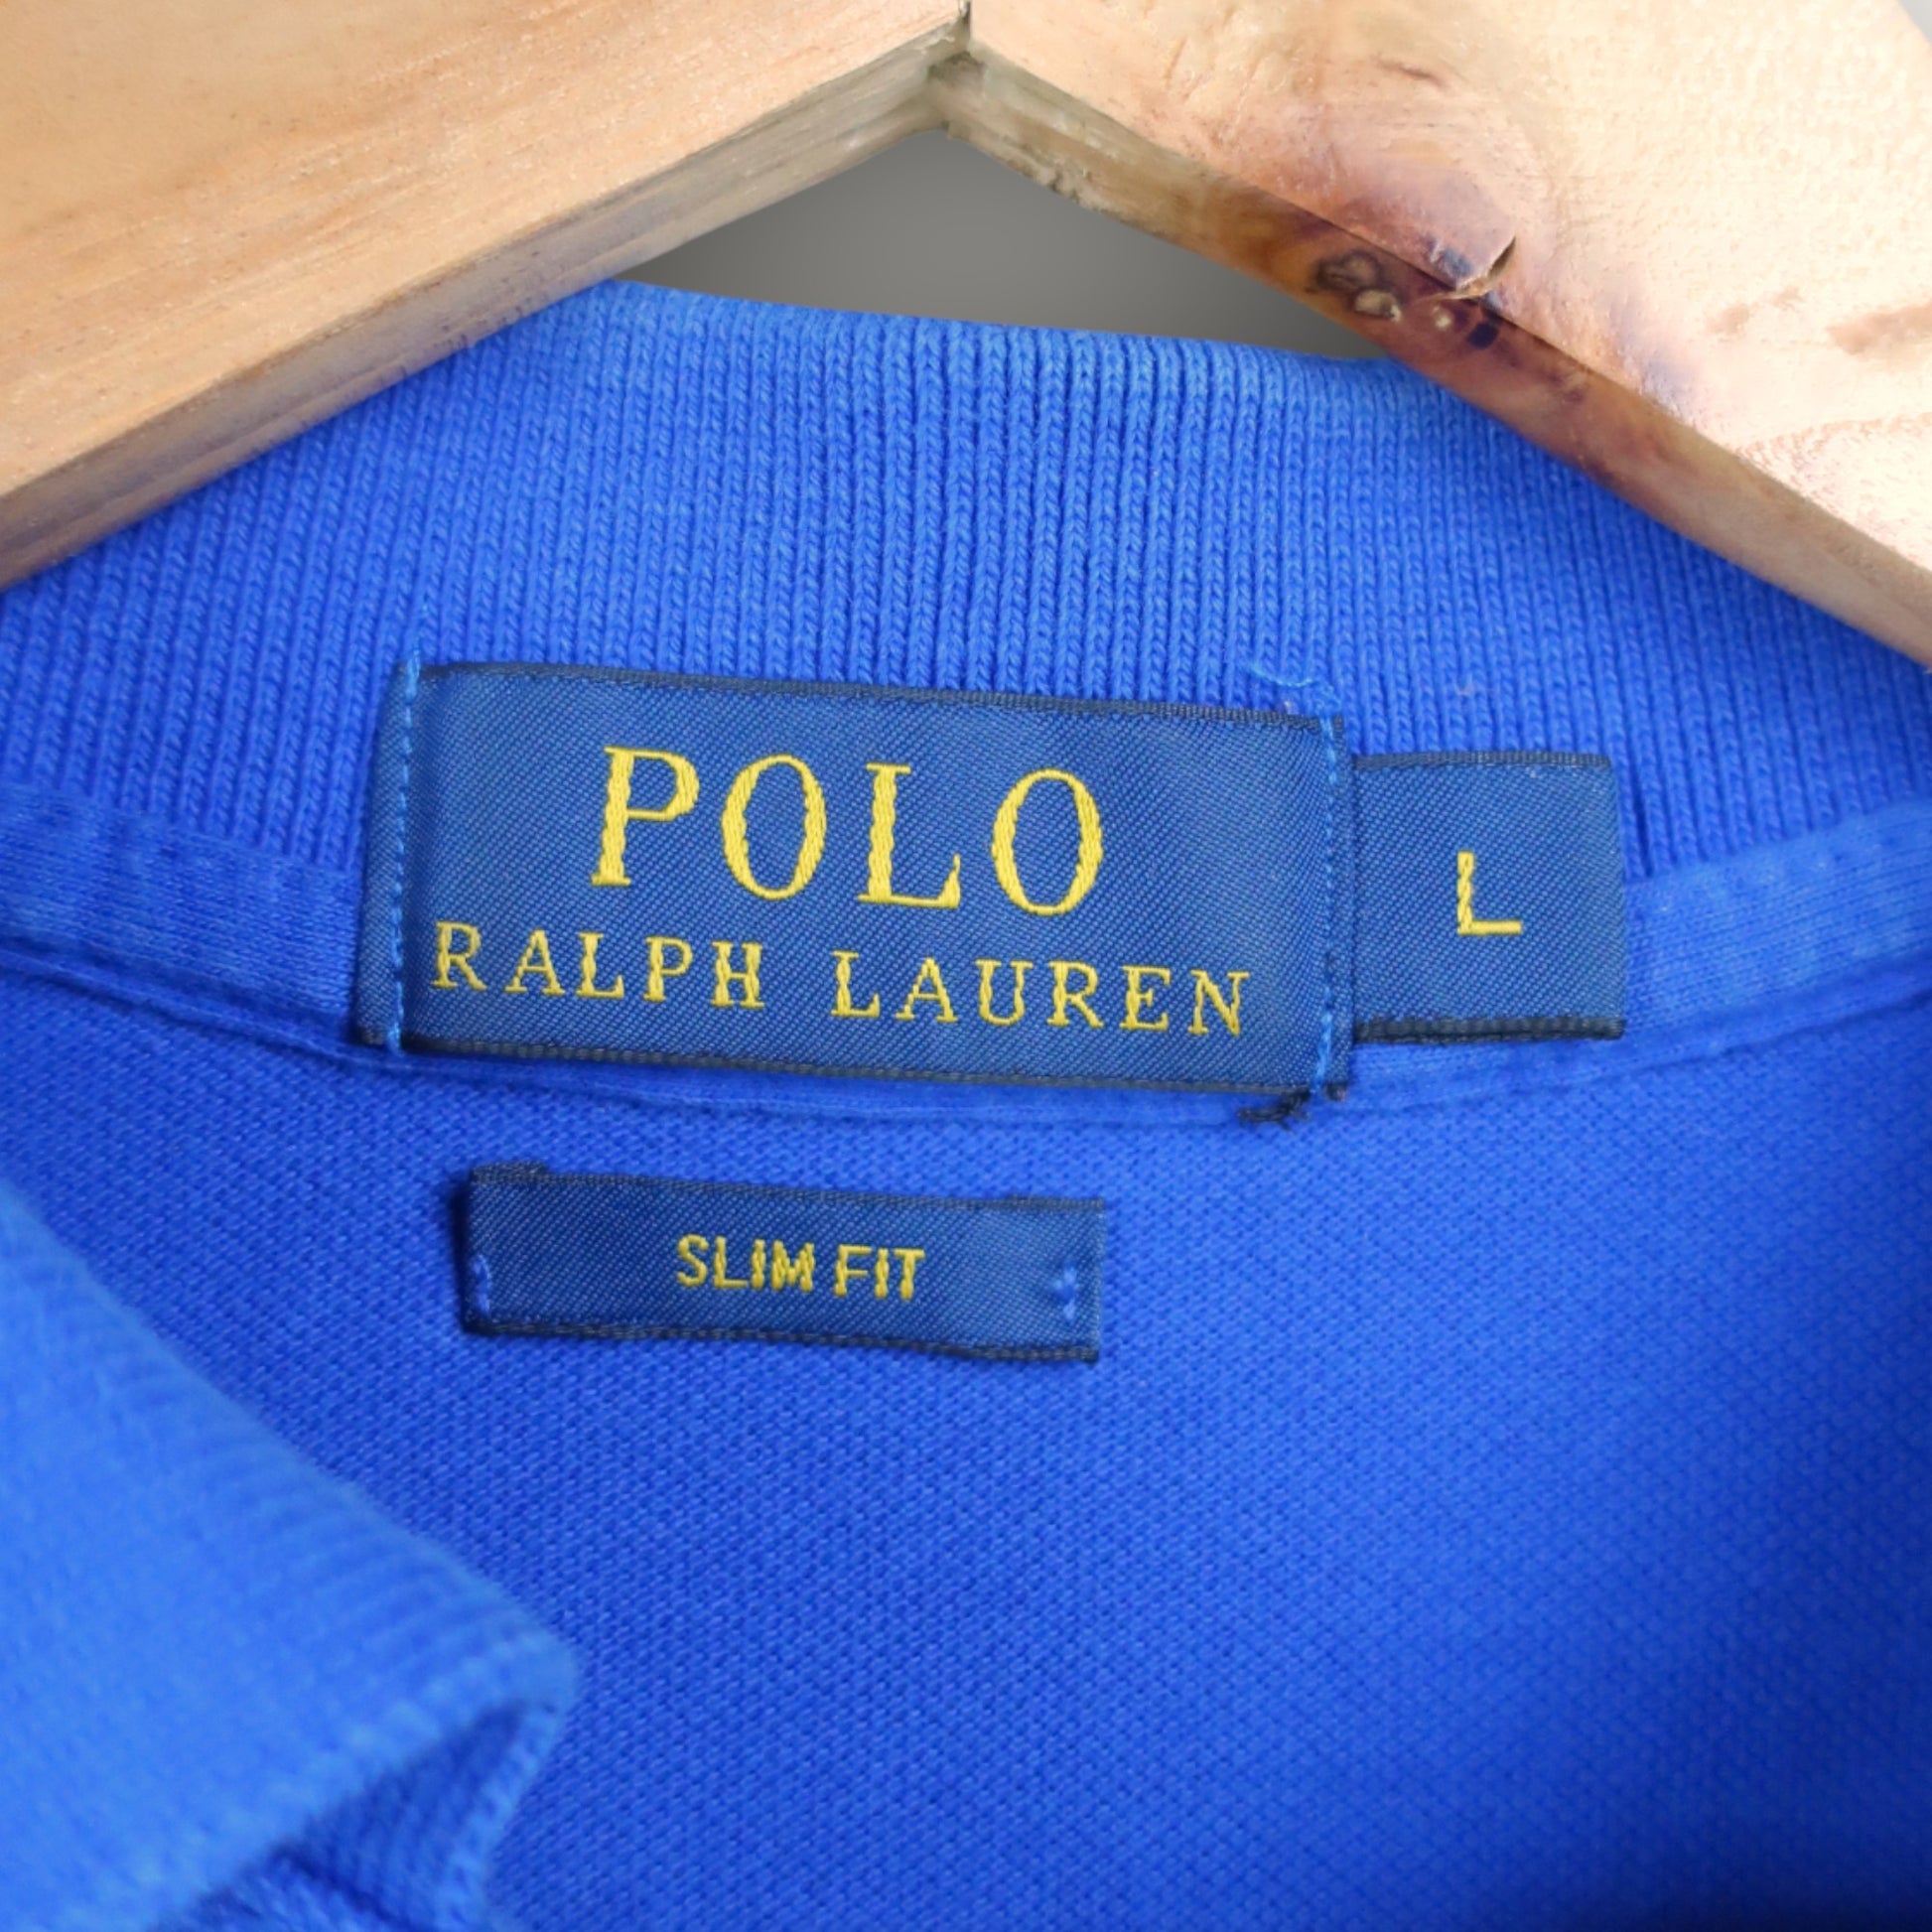 POLO
RALPH LAUREN
L
SLIM FIT